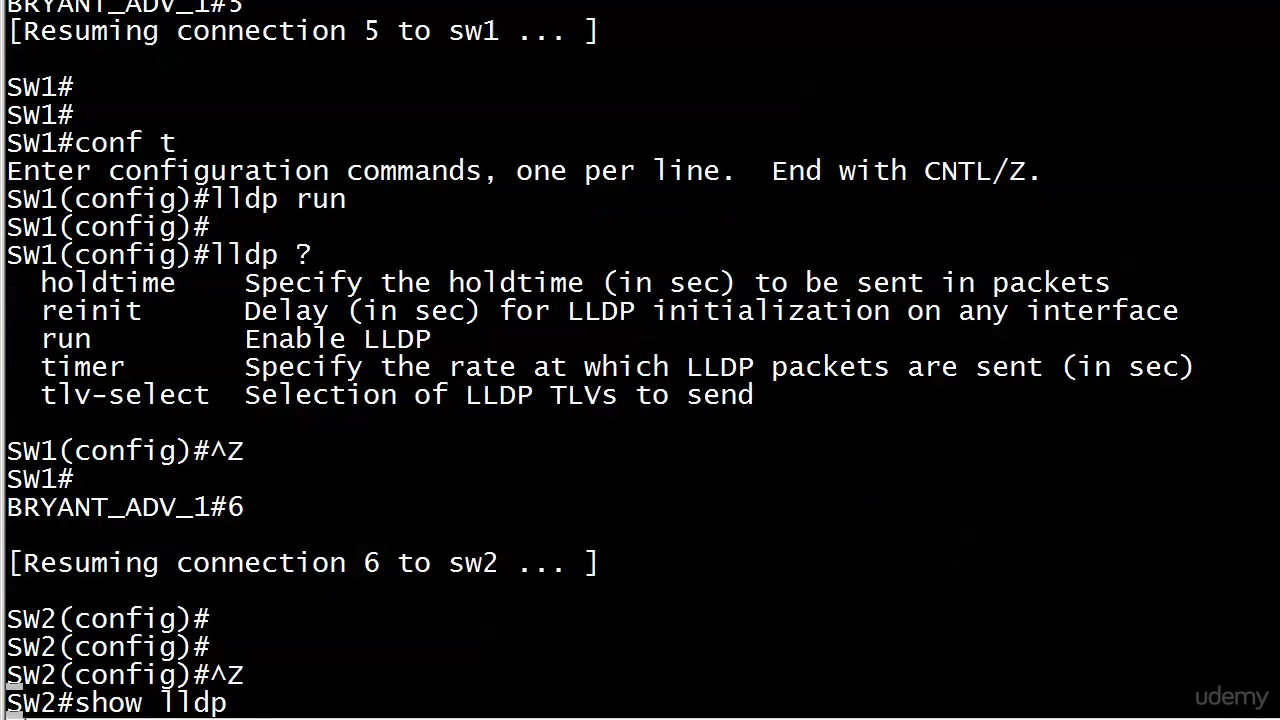 BRYANT_ADV_1#5
[Resuming connection 5 to sw1 ... ]
SW1#
SW1#
SW1#conf t
Enter configuration commands, one per line.  End with CNTL/Z.
SW1(config)#lldp run
SW1(config)#
SW1(config)#lldp ?
  holdtime    Specify the holdtime (in sec) to be sent in packets
  reinit      Delay (in sec) for LLDP initialization on any interface
  run         Enable LLDP
  timer       Specify the rate at which LLDP packets are sent (in sec)
  tlv-select  Selection of LLDP TLVs to send
SW1(config)#^Z
SW1#
BRYANT_ADV_1#6
[Resuming connection 6 to sw2 ... ]
SW2(config)#
SW2(config)#
SW2(config)#^Z
SW2#show lldp
udemy